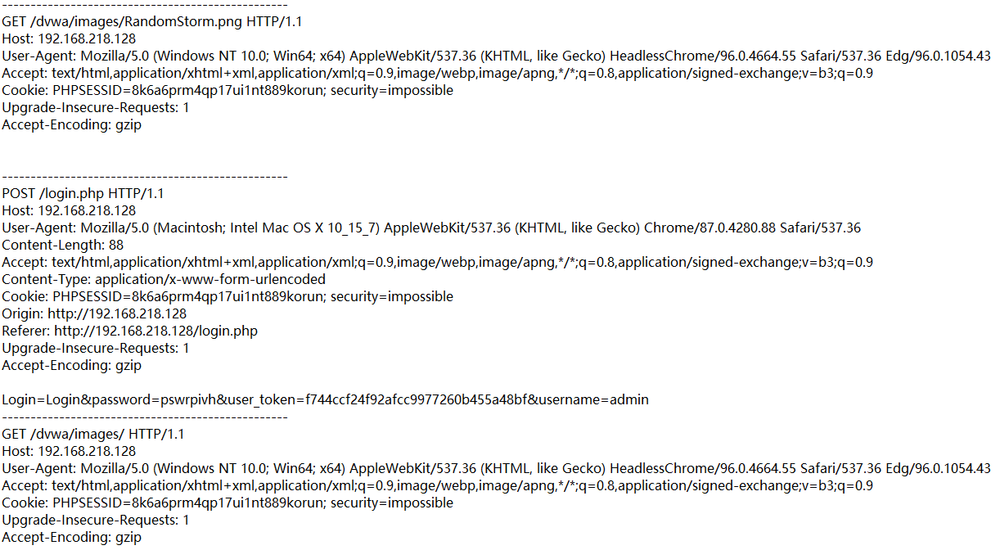 --------------------------------------------------
GET /dvwa/images/RandomStorm.png HTTP/1.1
Host: 192.168.218.128
User-Agent: Mozilla/5.0 (Windows NT 10.0; Win64; x64) AppleWebKit/537.36 (KHTML, like Gecko) HeadlessChrome/96.0.4664.55 Safari/537.36 Edg/96.0.1054.43
Accept: text/html,application/xhtml+xml,application/xml;q=0.9,image/webp,image/apng,*/*;q=0.8,application/signed-exchange;v=b3;q=0.9
Cookie: PHPSESSID=8k6a6prm4qp17ui1nt889korun; security=impossible
Upgrade-Insecure-Requests: 1
Accept-Encoding: gzip
--------------------------------------------------
POST /login.php HTTP/1.1
Host: 192.168.218.128
User-Agent: Mozilla/5.0 (Macintosh; Intel Mac OS X 10_15_7) AppleWebKit/537.36 (KHTML, like Gecko) Chrome/87.0.4280.88 Safari/537.36
Content-Length: 88
Accept: text/html,application/xhtml+xml,application/xml;q=0.9,image/webp,image/apng,*/*;q=0.8,application/signed-exchange;v=b3;q=0.9
Content-Type: application/x-www-form-urlencoded
Cookie: PHPSESSID=8k6a6prm4qp17ui1nt889korun; security=impossible
Origin: http://192.168.218.128
Referer: http://192.168.218.128/login.php
Upgrade-Insecure-Requests: 1
Accept-Encoding: gzip
Login=Login&password=pswrpivh&user_token=f744ccf24f92afcc9977260b455a48bf&username=admin
--------------------------------------------------
GET /dvwa/images/ HTTP/1.1
Host: 192.168.218.128
User-Agent: Mozilla/5.0 (Windows NT 10.0; Win64; x64) AppleWebKit/537.36 (KHTML, like Gecko) HeadlessChrome/96.0.4664.55 Safari/537.36 Edg/96.0.1054.43
Accept: text/html,application/xhtml+xml,application/xml;q=0.9,image/webp,image/apng,*/*;q=0.8,application/signed-exchange;v=b3;q=0.9
Cookie: PHPSESSID=8k6a6prm4qp17ui1nt889korun; security=impossible
Upgrade-Insecure-Requests: 1
Accept-Encoding: gzip